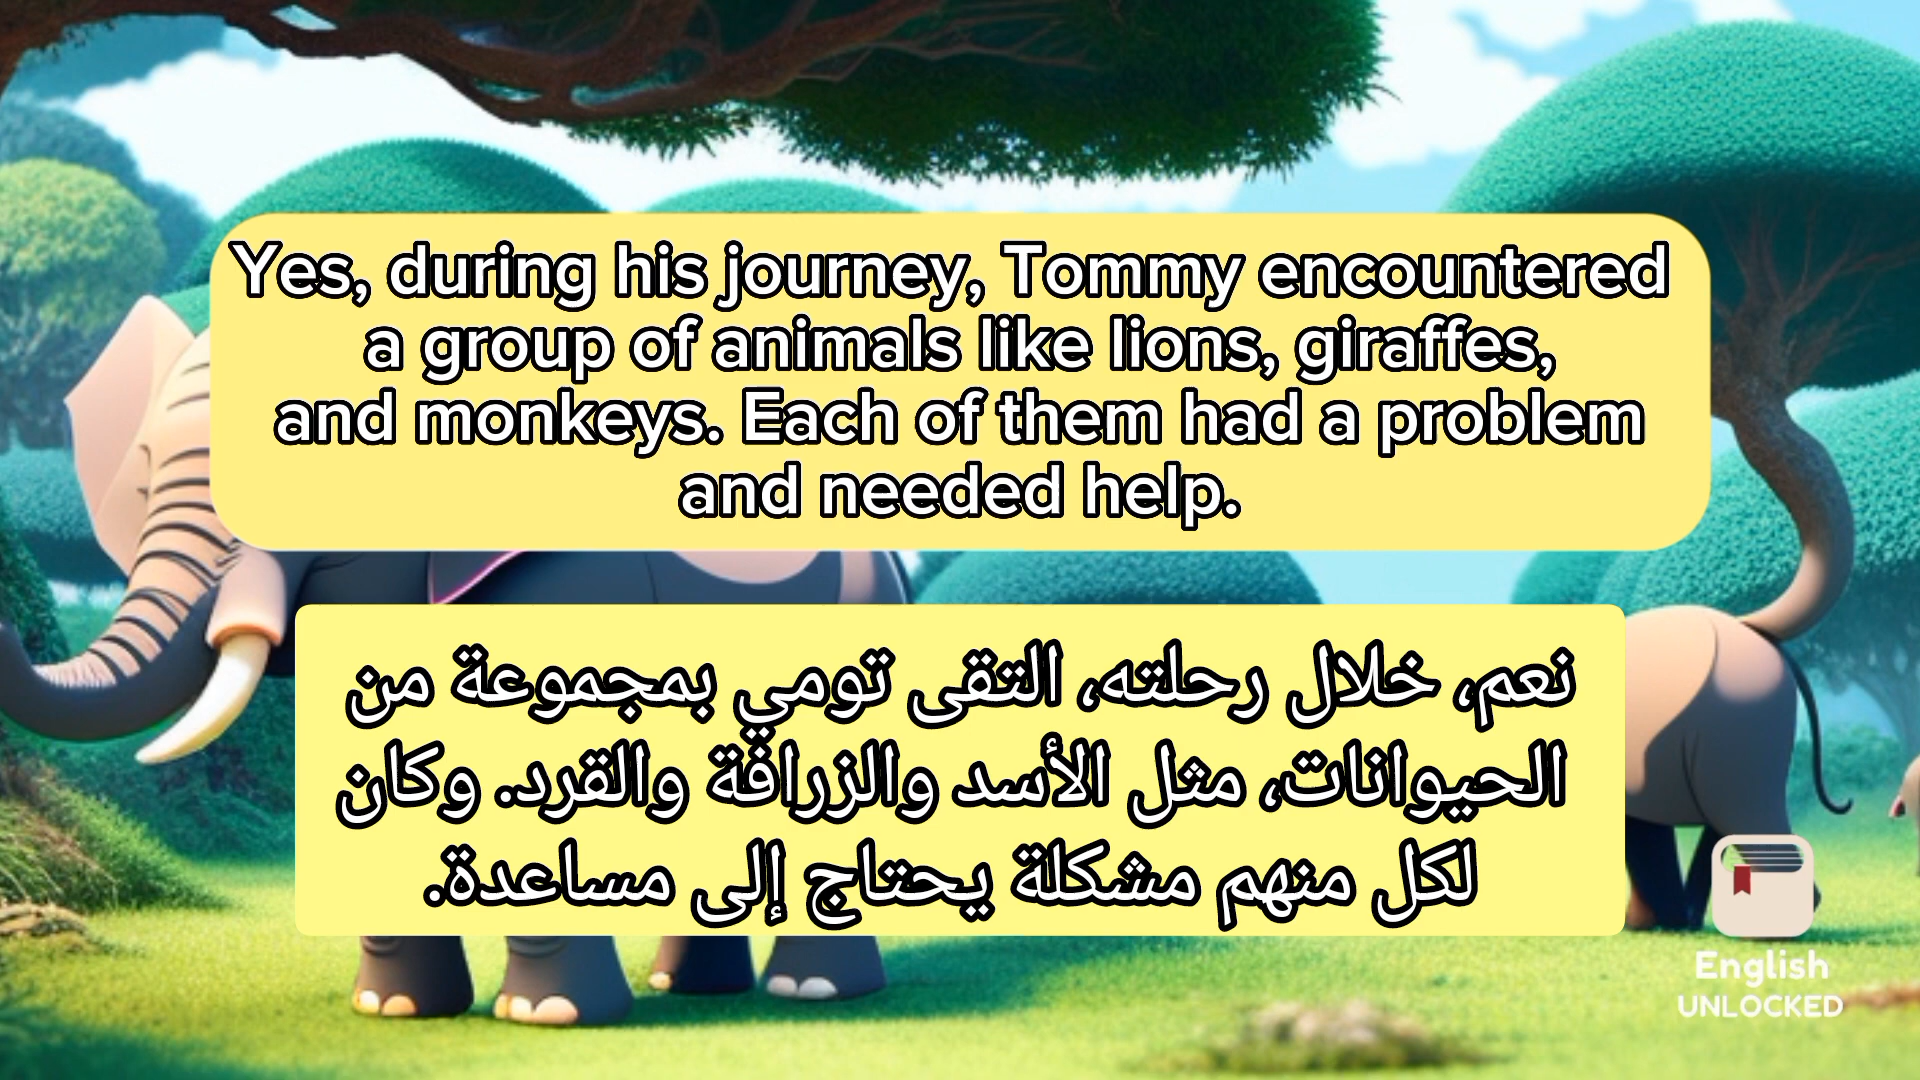 Yes, during his journey, Tommy encountered
a group of animals like lions, giraffes,
and monkeys. Each of them had a problem
and needed help.
نعم، خلال رحلته، التقى تومي بمجموعة من
الحيوانات، مثل الأسد والزرافة والقرد. وكان
لكل منهم مشكلة يحتاج إلى مساعدة.
English
UNLOCKED